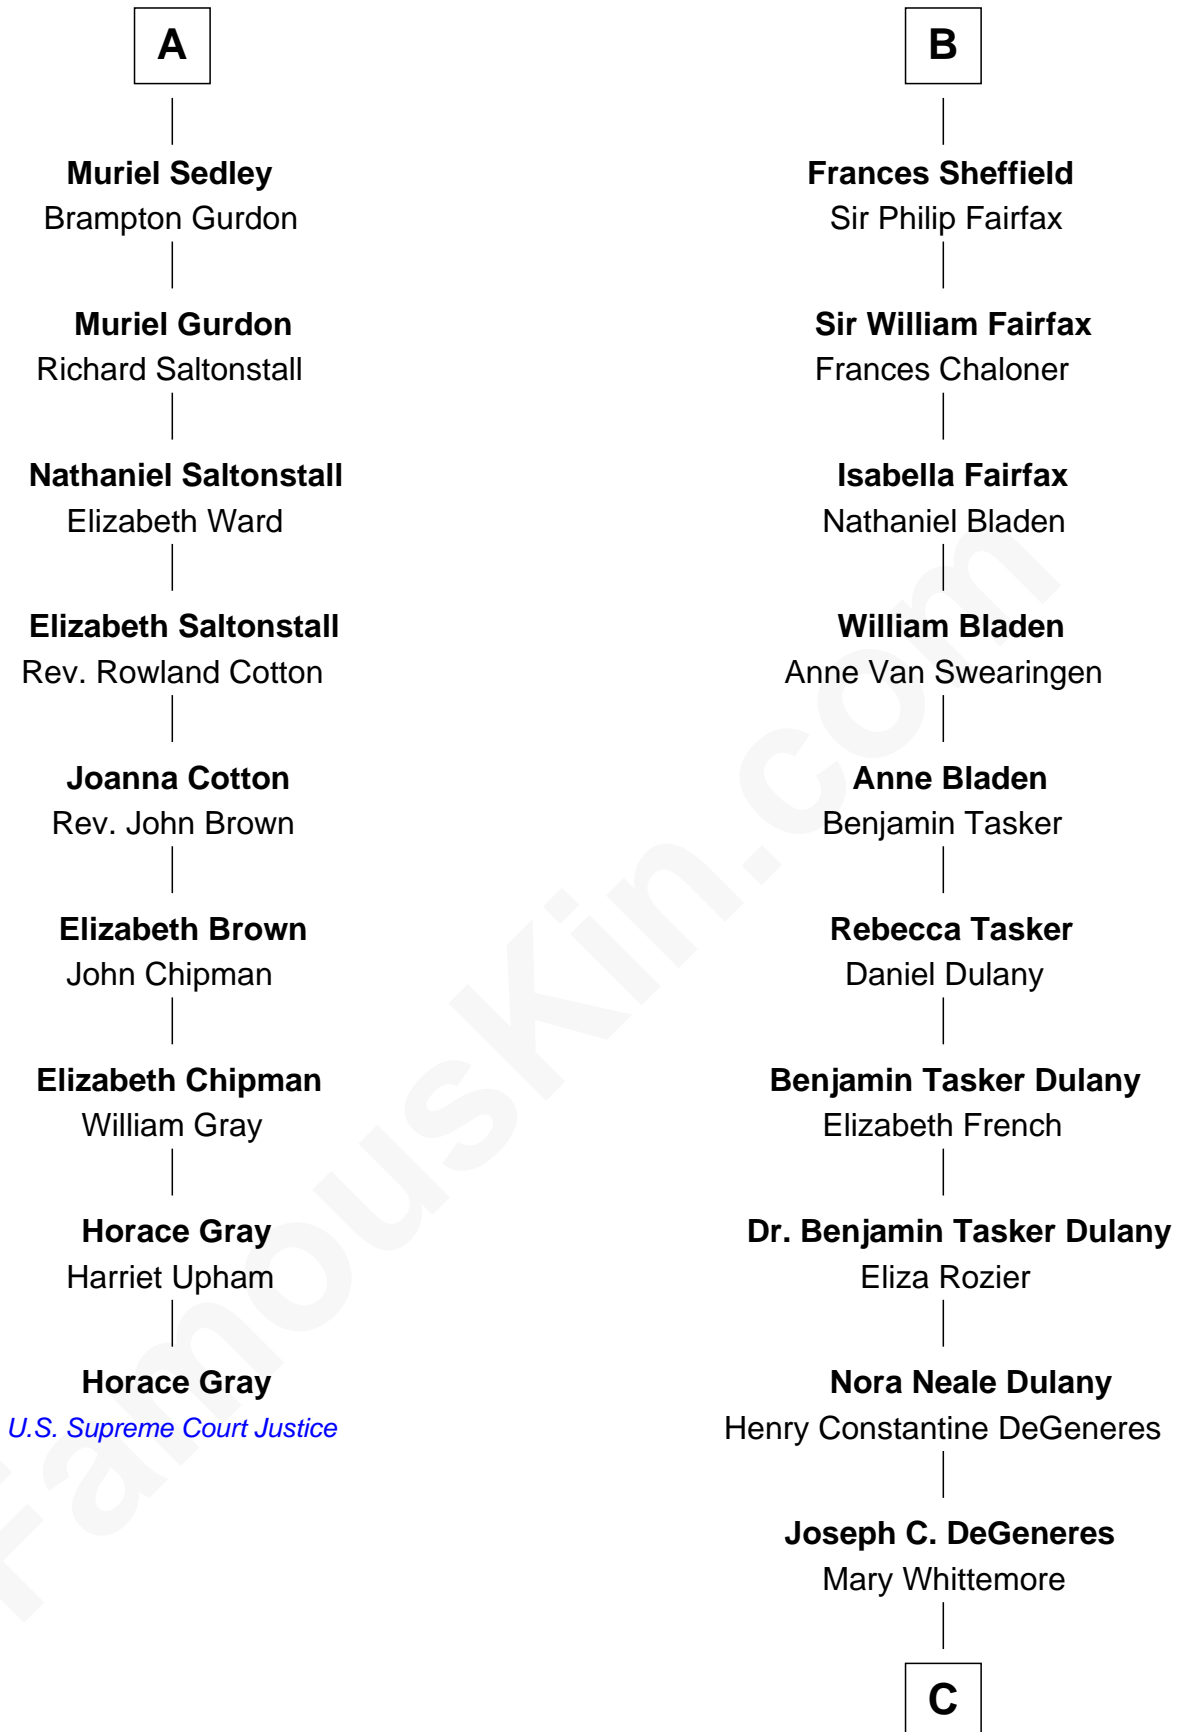 A
Muriel Sedley
Brampton Gurdon
Muriel Gurdon
Richard Saltonstall
Nathaniel Saltonstall
Elizabeth Ward
Elizabeth Saltonstall
Rev. Rowland Cotton
Joanna Cotton
Rev. John Brown
Elizabeth Brown
John Chipman
Elizabeth Chipman
William Gray
Horace Gray
Harriet Upham
Horace Gray
U.S. Supreme Court Justice
B
Frances Sheffield
Sir Philip Fairfax
Sir William Fairfax
Frances Chaloner
Isabella Fairfax
Nathaniel Bladen
William Bladen
Anne Van Swearingen
Anne Bladen
Benjamin Tasker
Rebecca Tasker
Daniel Dulany
Benjamin Tasker Dulany
Elizabeth French
Dr. Benjamin Tasker Dulany
Eliza Rozier
Nora Neale Dulany
Henry Constantine DeGeneres
Joseph C. DeGeneres
Mary Whittemore
C
FamousKin.com